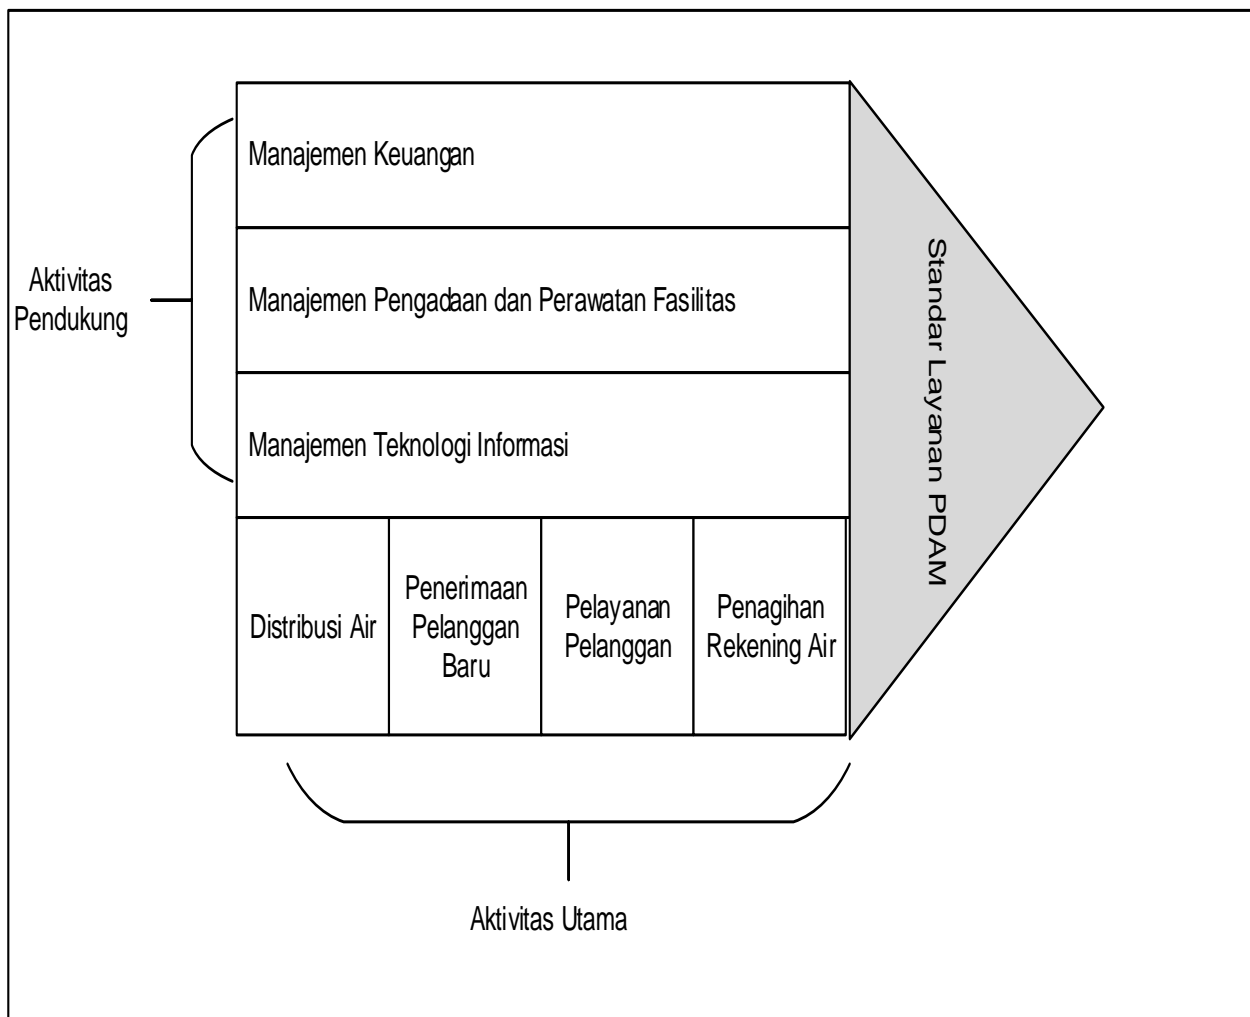 Manajemen Keuangan
Aktivitas
Pendukung
Manajemen Pengadaan dan Perawatan Fasilitas
Manajemen Teknologi Informasi
Standar Layanan PDAM
Distribusi Air
Penerimaan
Pelanggan
Baru
Pelayanan
Pelanggan
Penagihan
Rekening Air
Aktivitas Utama